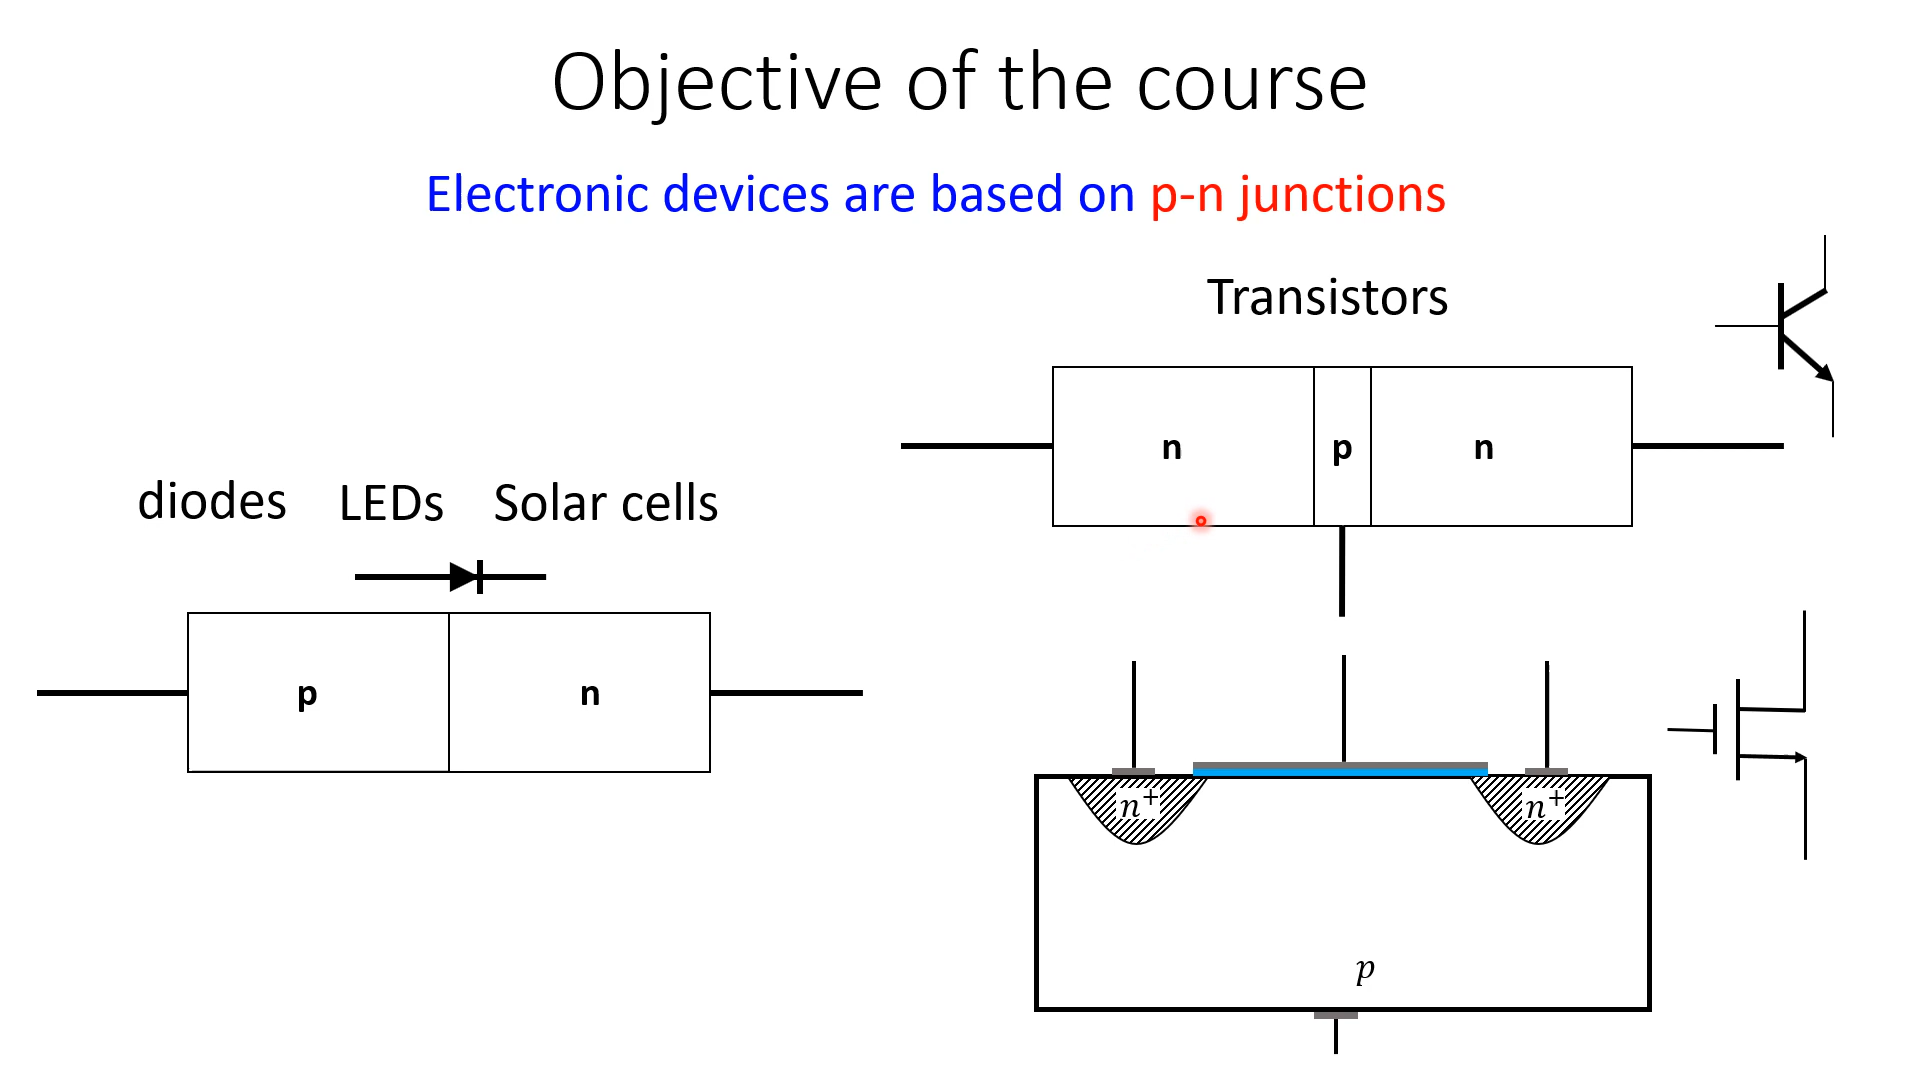 Objective of the course
Electronic devices are based on p-n junctions
Transistors
n p n
diodes LEDs Solar cells
p n
n⁺ n⁺
p